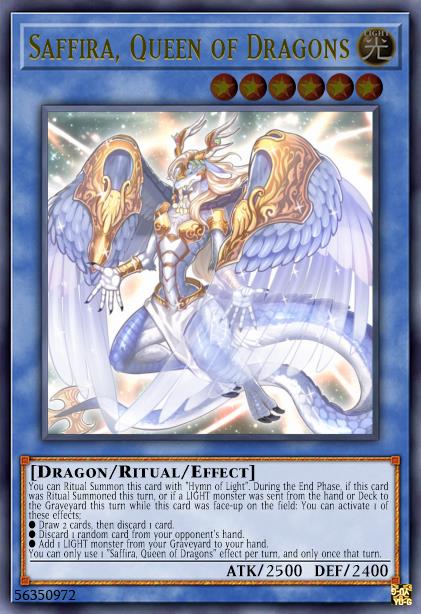 Saffira, Queen of Dragons
LIGHT
光
[Dragon/Ritual/Effect]
You can Ritual Summon this card with "Hymn of Light". During the End Phase, if this card
was Ritual Summoned this turn, or if a LIGHT monster was sent from the hand or Deck to
the Graveyard this turn while this card was face-up on the field: You can activate 1 of
these effects;
● Draw 2 cards, then discard 1 card.
● Discard 1 random card from your opponent's hand.
● Add 1 LIGHT monster from your Graveyard to your hand.
You can only use 1 "Saffira, Queen of Dragons" effect per turn, and only once that turn.
ATK/2500 DEF/2400
56350972